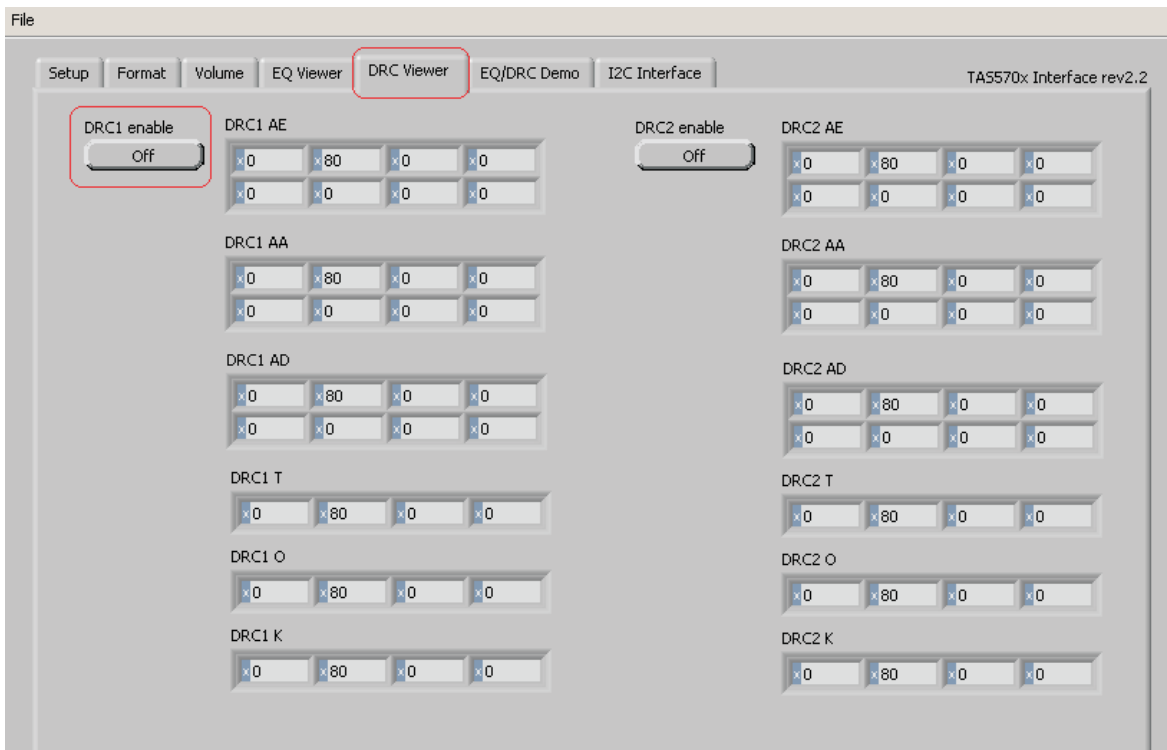 File
Setup Format Volume EQ Viewer DRC Viewer EQ/DRC Demo I2C Interface TAS570x Interface rev2.2
DRC1 enable
Off
DRC1 AE
x0 x80 x0 x0
x0 x0 x0 x0
DRC1 AA
x0 x80 x0 x0
x0 x0 x0 x0
DRC1 AD
x0 x80 x0 x0
x0 x0 x0 x0
DRC1 T
x0 x80 x0 x0
DRC1 O
x0 x80 x0 x0
DRC1 K
x0 x80 x0 x0
DRC2 enable
Off
DRC2 AE
x0 x80 x0 x0
x0 x0 x0 x0
DRC2 AA
x0 x80 x0 x0
x0 x0 x0 x0
DRC2 AD
x0 x80 x0 x0
x0 x0 x0 x0
DRC2 T
x0 x80 x0 x0
DRC2 O
x0 x80 x0 x0
DRC2 K
x0 x80 x0 x0